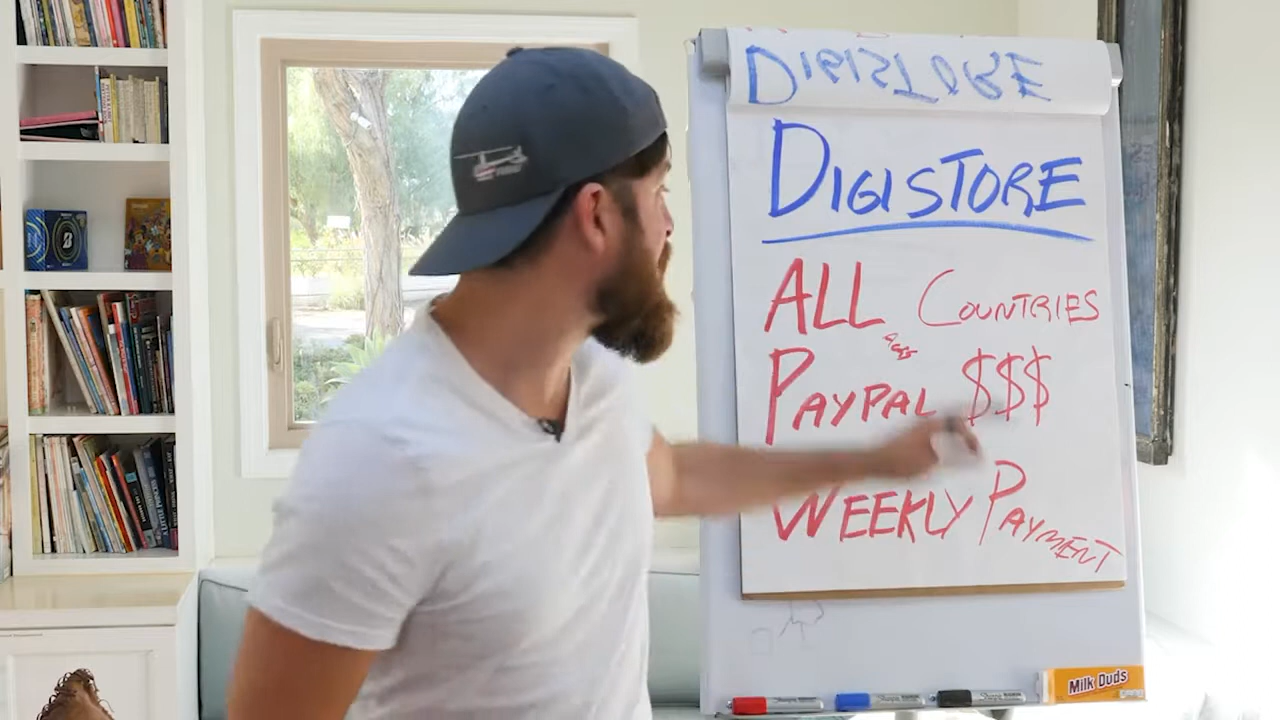 DIGISTORE
DIGISTORE
ALL COUNTRIES
PAYPAL $$$
WEEKLY PAYMENT
Milk Duds